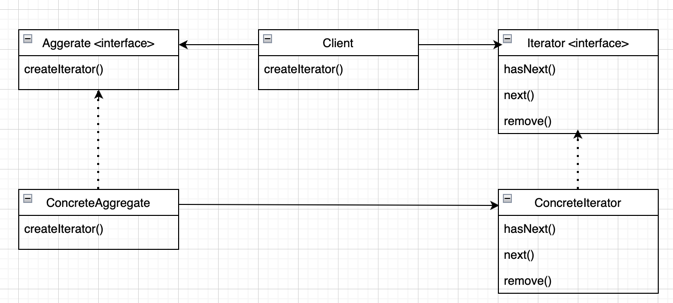 Aggerate <interface>
createIterator()
Client
createIterator()
Iterator <interface>
hasNext()
next()
remove()
ConcreteAggregate
createIterator()
ConcreteIterator
hasNext()
next()
remove()